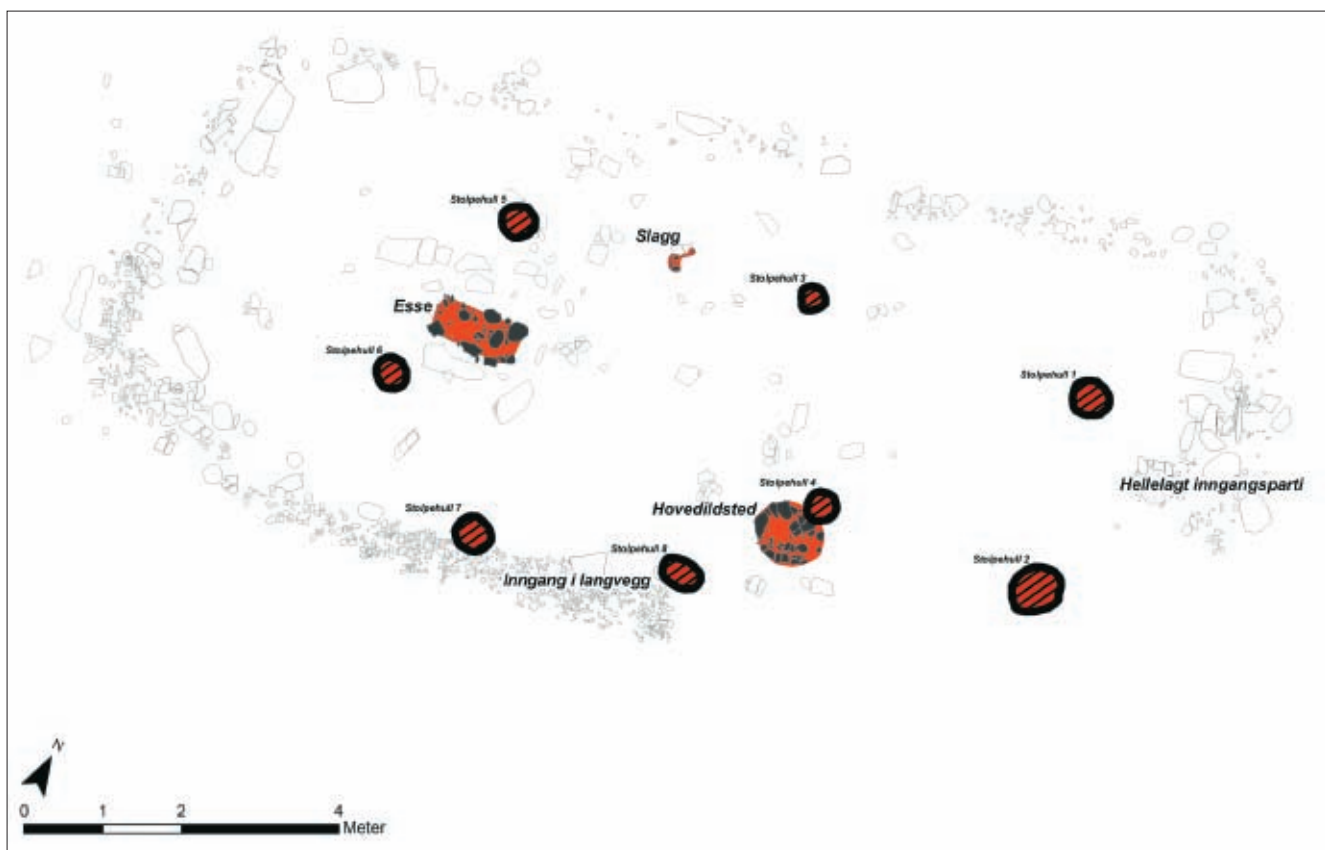 Stolpehull 5
Slagg
Stolpehull 3
Esse
Stolpehull 6
Stolpehull 1
Hellelagt inngangsparti
Stolpehull 4
Hovedildsted
Stolpehull 7
Stolpehull 8
Inngang i langvegg
Stolpehull 2
N
0 1 2 4
Meter